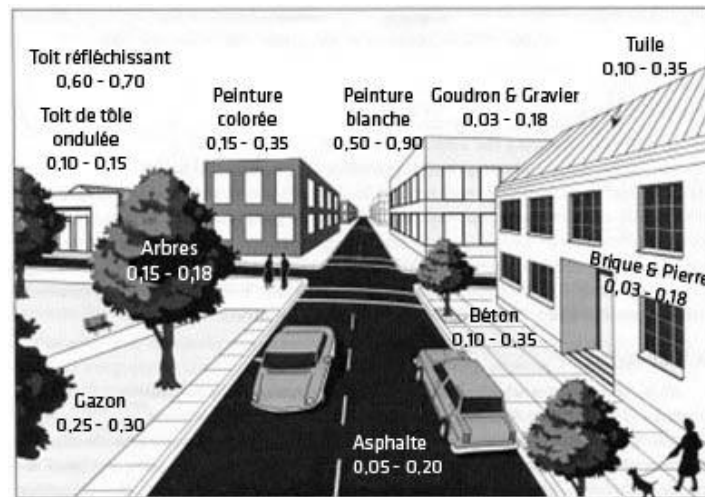 Toit réfléchissant
0,60 - 0,70
Toit de tôle
ondulée
0,10 - 0,15
Peinture
colorée
0,15 - 0,35
Peinture
blanche
0,50 - 0,90
Goudron & Gravier
0,03 - 0,18
Tuile
0,10 - 0,35
Arbres
0,15 - 0,18
Brique & Pierre
0,03 - 0,18
Béton
0,10 - 0,35
Gazon
0,25 - 0,30
Asphalte
0,05 - 0,20